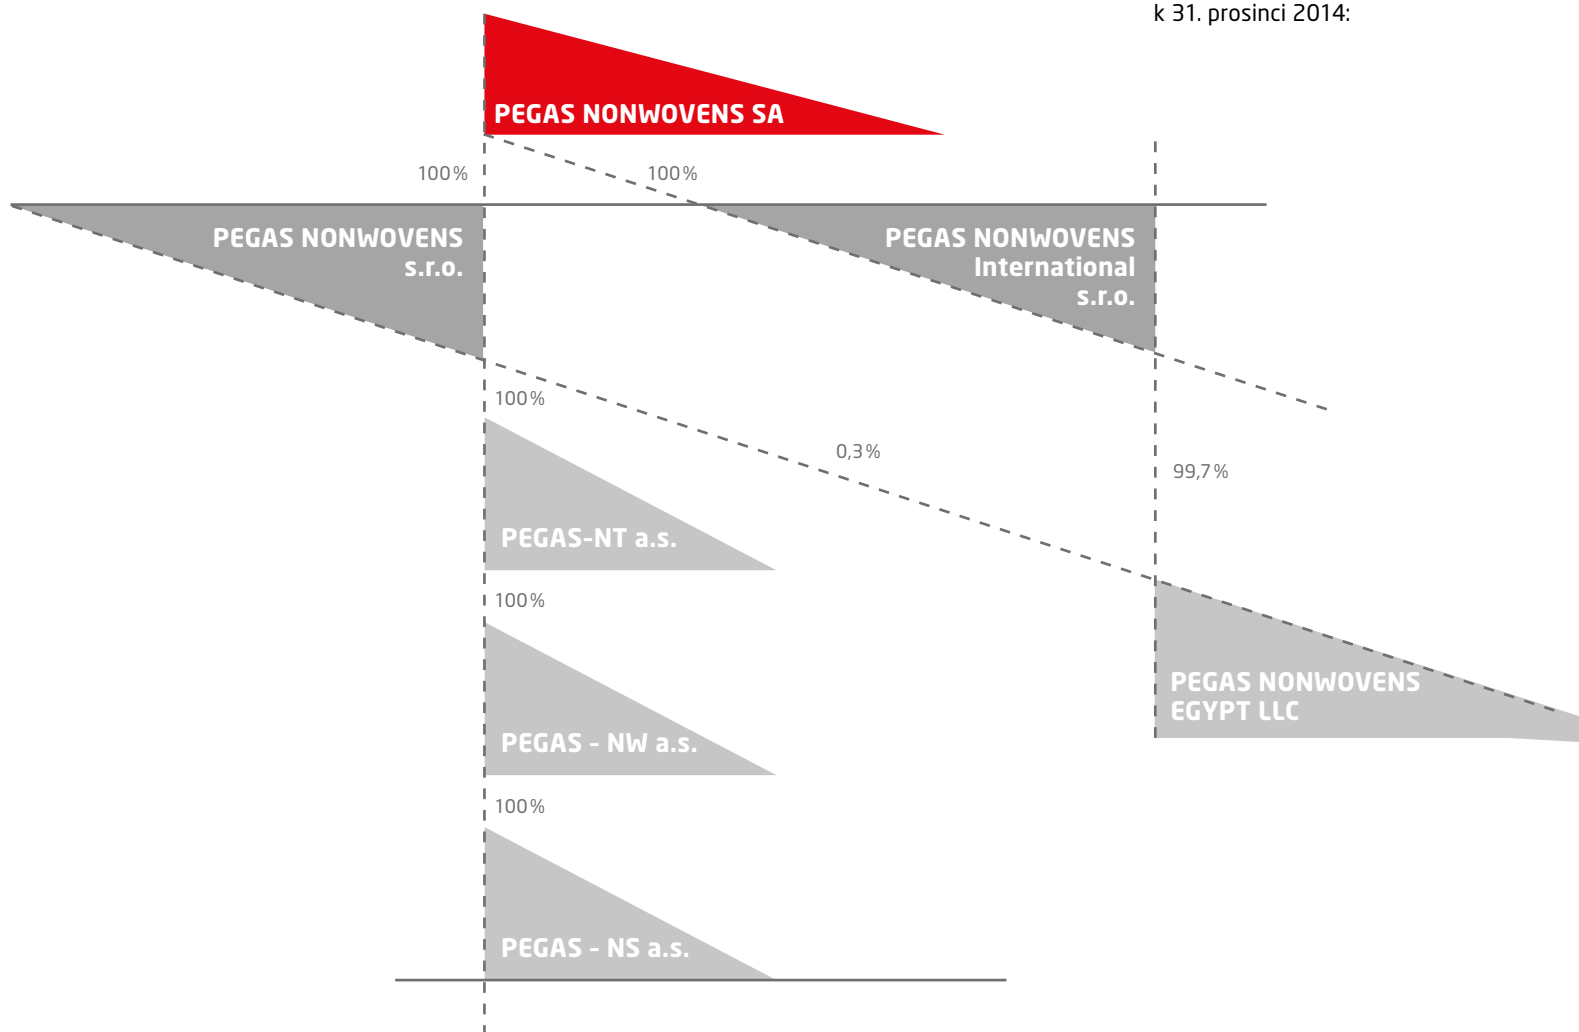 k 31. prosinci 2014:
PEGAS NONWOVENS SA
100%
100%
PEGAS NONWOVENS
s.r.o.
PEGAS NONWOVENS
International
s.r.o.
100%
0,3%
99,7%
PEGAS-NT a.s.
100%
PEGAS NONWOVENS
EGYPT LLC
PEGAS - NW a.s.
100%
PEGAS - NS a.s.